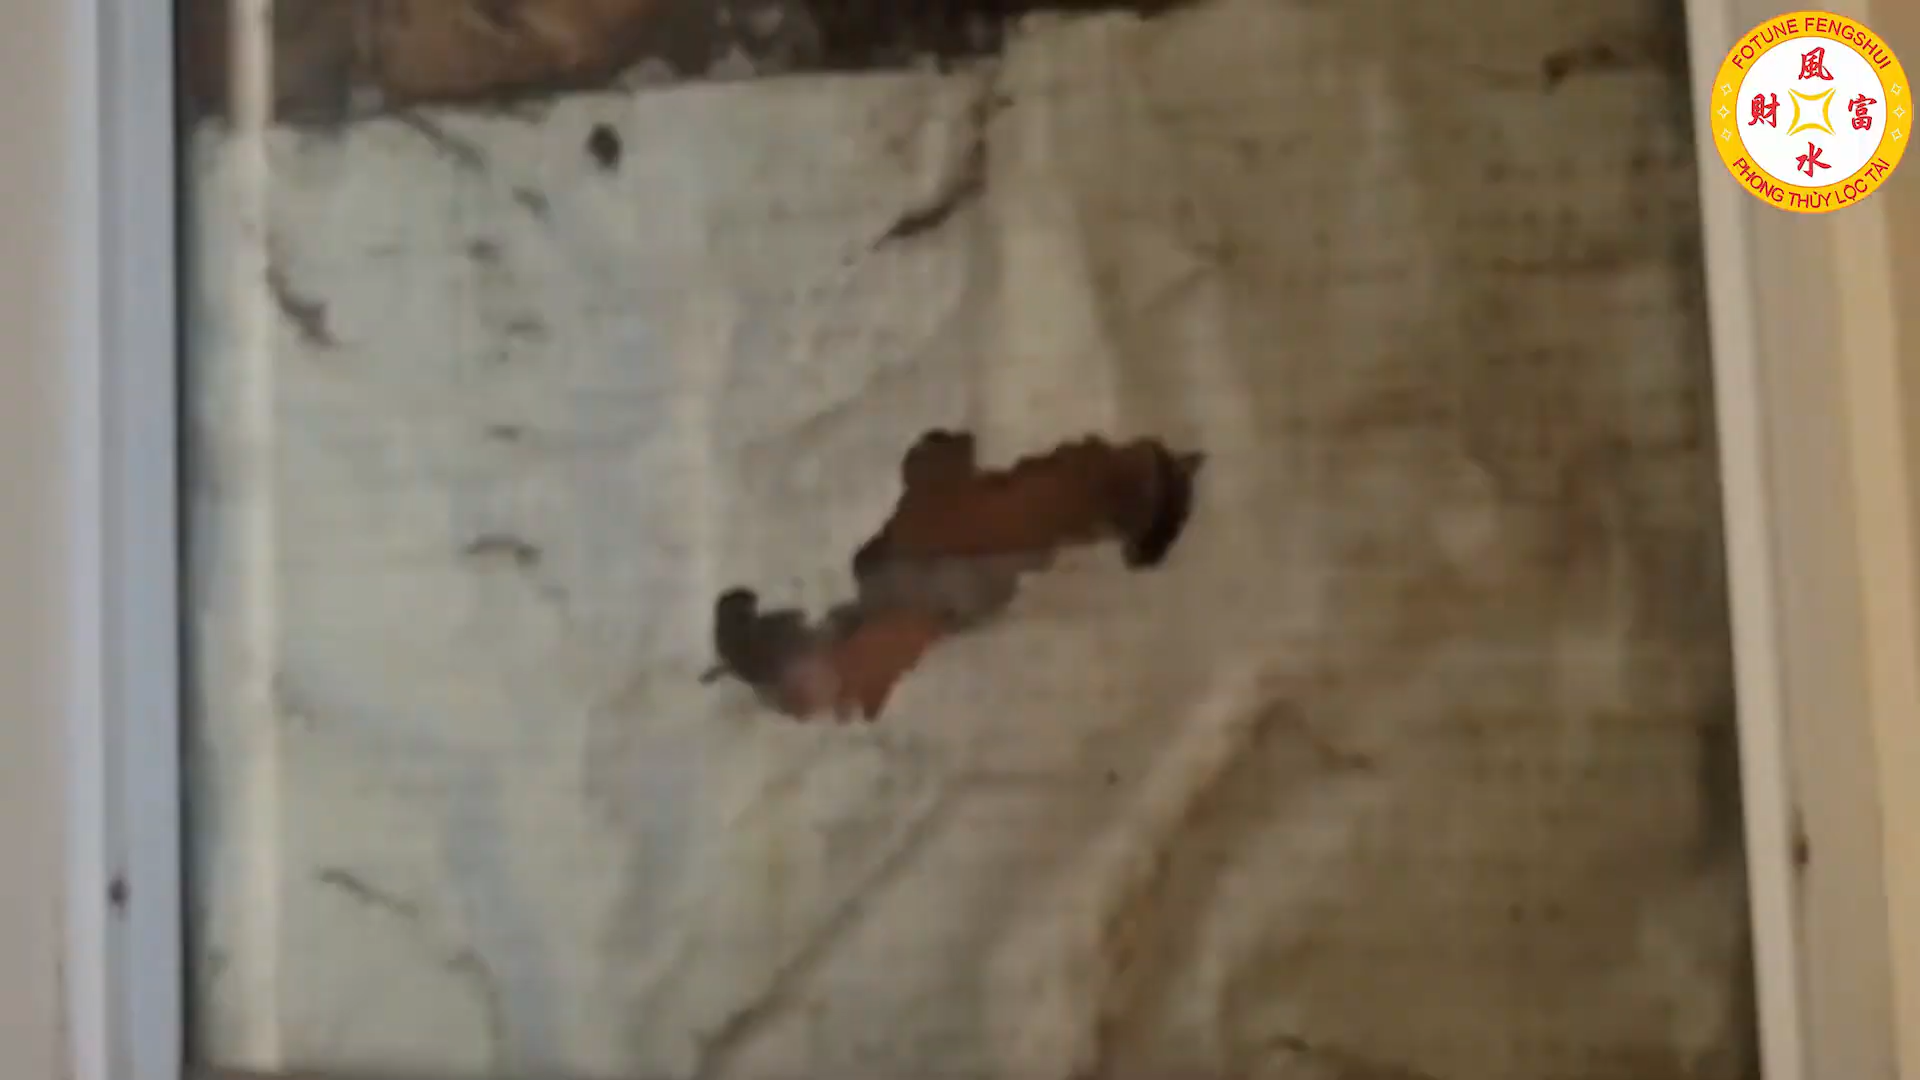 FOTUNE FENGSHUI
風
財 富
水
PHONG THỦY LỘC TÀI